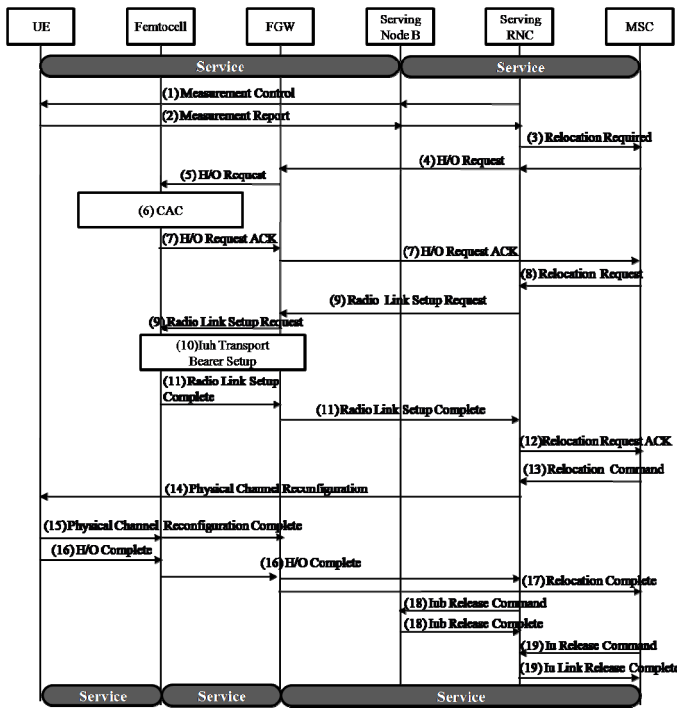 UE
Femtocell
FGW
Serving
Node B
Serving
RNC
MSC
Service
Service
(1) Measurement Control
(2) Measurement Report
(3) Relocation Required
(4) H/O Request
(5) H/O Request
(6) CAC
(7) H/O Request ACK
(7) H/O Request ACK
(8) Relocation Request
(9) Radio Link Setup Request
(9) Radio Link Setup Request
(10)Iuh Transport
Bearer Setup
(11) Radio Link Setup
Complete
(11) Radio Link Setup Complete
(12)Relocation Request ACK
(13) Relocation Command
(14) Physical Channel Reconfiguration
(15)Physical Channel Reconfiguration Complete
(16) H/O Complete
(16) H/O Complete
(17) Relocation Complete
(18) Iub Release Command
(18) Iub Release Complete
(19) Iu Release Command
(19) Iu Link Release Complete
Service
Service
Service